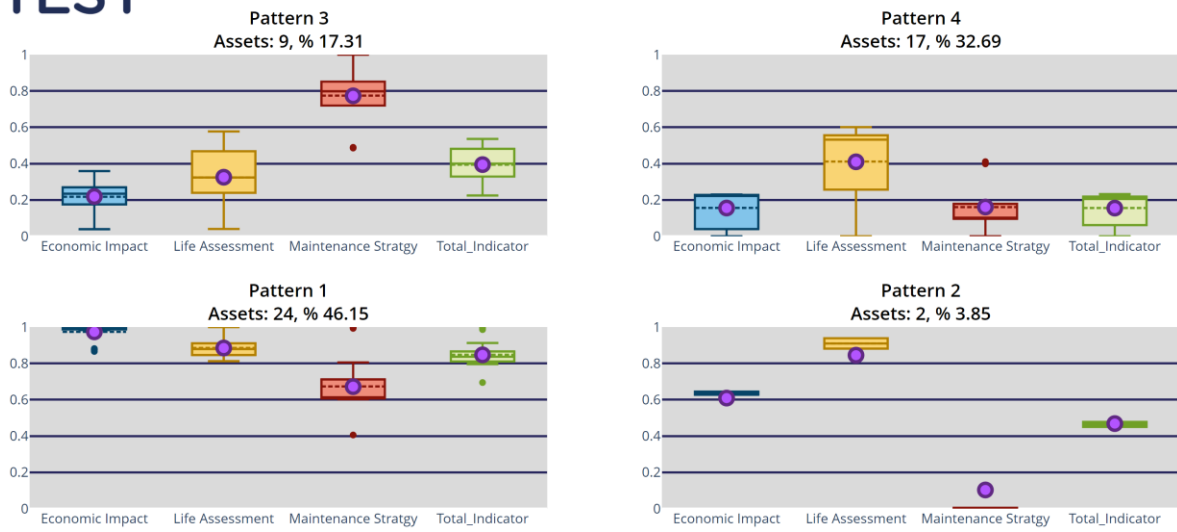 TEST
Pattern 3
Assets: 9, % 17.31
1
0.8
0.6
0.4
0.2
0
Economic Impact Life Assessment Maintenance Stratgy Total_Indicator
Pattern 4
Assets: 17, % 32.69
1
0.8
0.6
0.4
0.2
0
Economic Impact Life Assessment Maintenance Stratgy Total_Indicator
Pattern 1
Assets: 24, % 46.15
1
0.8
0.6
0.4
0.2
0
Economic Impact Life Assessment Maintenance Stratgy Total_Indicator
Pattern 2
Assets: 2, % 3.85
1
0.8
0.6
0.4
0.2
0
Economic Impact Life Assessment Maintenance Stratgy Total_Indicator